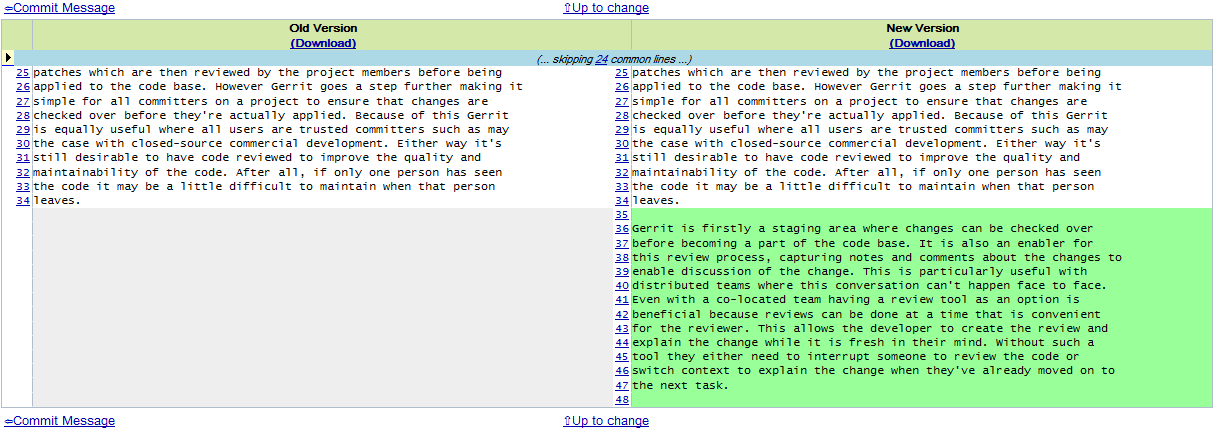 ⇦Commit Message ⇧Up to change
Old Version New Version
(Download) (Download)
(... skipping 24 common lines ...)
25 patches which are then reviewed by the project members before being 25 patches which are then reviewed by the project members before being
26 applied to the code base. However Gerrit goes a step further making it 26 applied to the code base. However Gerrit goes a step further making it
27 simple for all committers on a project to ensure that changes are 27 simple for all committers on a project to ensure that changes are
28 checked over before they're actually applied. Because of this Gerrit 28 checked over before they're actually applied. Because of this Gerrit
29 is equally useful where all users are trusted committers such as may 29 is equally useful where all users are trusted committers such as may
30 the case with closed-source commercial development. Either way it's 30 the case with closed-source commercial development. Either way it's
31 still desirable to have code reviewed to improve the quality and 31 still desirable to have code reviewed to improve the quality and
32 maintainability of the code. After all, if only one person has seen 32 maintainability of the code. After all, if only one person has seen
33 the code it may be a little difficult to maintain when that person 33 the code it may be a little difficult to maintain when that person
34 leaves. 34 leaves.
35
36 Gerrit is firstly a staging area where changes can be checked over
37 before becoming a part of the code base. It is also an enabler for
38 this review process, capturing notes and comments about the changes to
39 enable discussion of the change. This is particularly useful with
40 distributed teams where this conversation can't happen face to face.
41 Even with a co-located team having a review tool as an option is
42 beneficial because reviews can be done at a time that is convenient
43 for the reviewer. This allows the developer to create the review and
44 explain the change while it is fresh in their mind. Without such a
45 tool they either need to interrupt someone to review the code or
46 switch context to explain the change when they've already moved on to
47 the next task.
48
⇦Commit Message ⇧Up to change